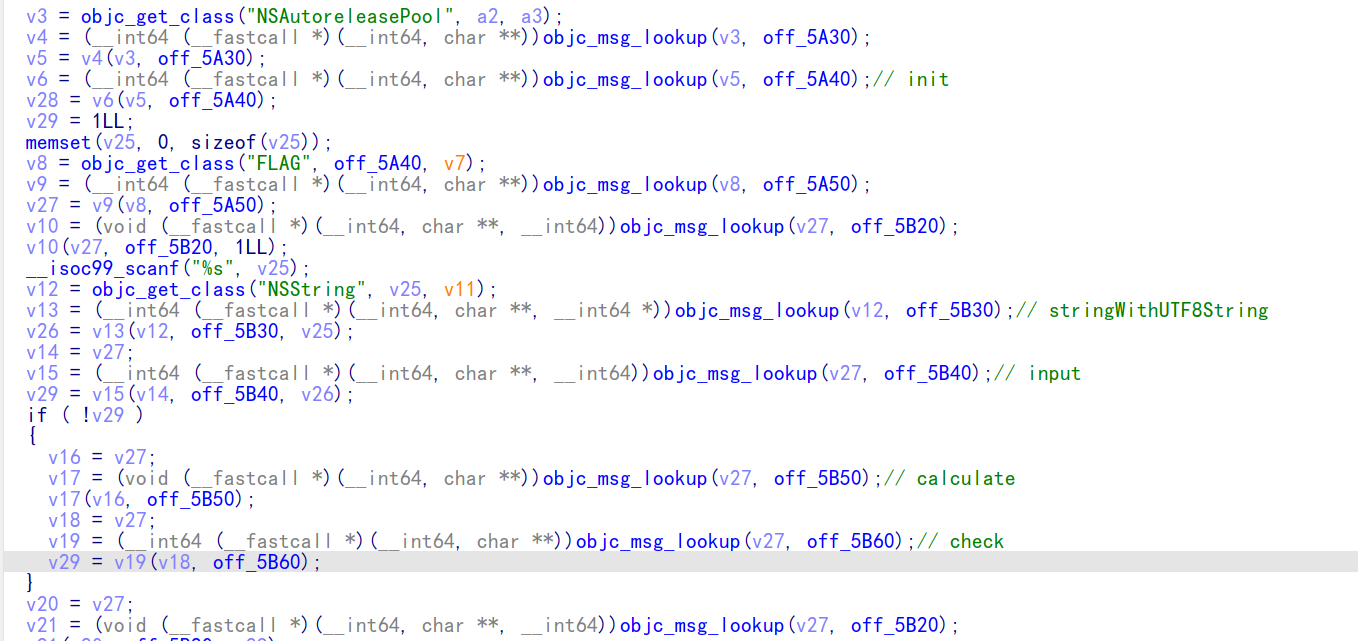 v3 = objc_get_class("NSAutoreleasePool", a2, a3);
v4 = (__int64 (__fastcall *)(__int64, char **))objc_msg_lookup(v3, off_5A30);
v5 = v4(v3, off_5A30);
v6 = (__int64 (__fastcall *)(__int64, char **))objc_msg_lookup(v5, off_5A40);// init
v28 = v6(v5, off_5A40);
v29 = 1LL;
memset(v25, 0, sizeof(v25));
v8 = objc_get_class("FLAG", off_5A40, v7);
v9 = (__int64 (__fastcall *)(__int64, char **))objc_msg_lookup(v8, off_5A50);
v27 = v9(v8, off_5A50);
v10 = (void (__fastcall *)(__int64, char **, __int64))objc_msg_lookup(v27, off_5B20);
v10(v27, off_5B20, 1LL);
__isoc99_scanf("%s", v25);
v12 = objc_get_class("NSString", v25, v11);
v13 = (__int64 (__fastcall *)(__int64, char **, __int64 *))objc_msg_lookup(v12, off_5B30);// stringWithUTF8String
v26 = v13(v12, off_5B30, v25);
v14 = v27;
v15 = (__int64 (__fastcall *)(__int64, char **, __int64))objc_msg_lookup(v27, off_5B40);// input
v29 = v15(v14, off_5B40, v26);
if ( !v29 )
{
v16 = v27;
v17 = (void (__fastcall *)(__int64, char **))objc_msg_lookup(v27, off_5B50);// calculate
v17(v16, off_5B50);
v18 = v27;
v19 = (__int64 (__fastcall *)(__int64, char **))objc_msg_lookup(v27, off_5B60);// check
v29 = v19(v18, off_5B60);
}
v20 = v27;
v21 = (void (__fastcall *)(__int64, char **, __int64))objc_msg_lookup(v27, off_5B20);